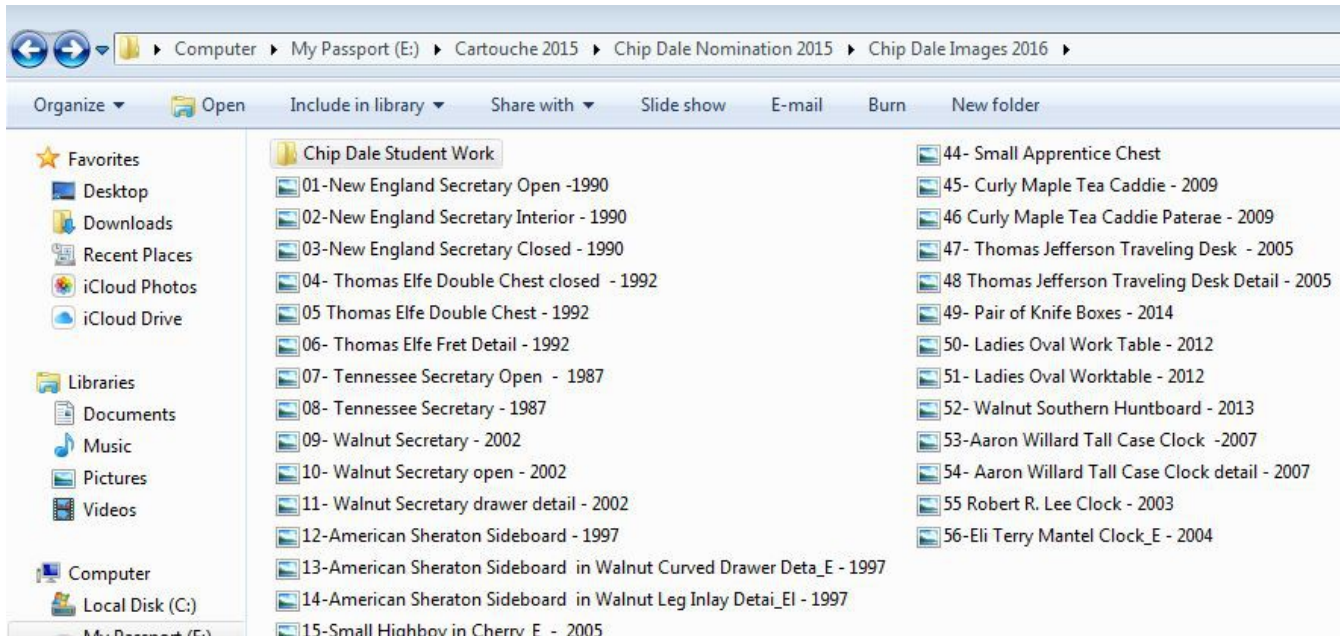 Computer ▸ My Passport (E:) ▸ Cartouche 2015 ▸ Chip Dale Nomination 2015 ▸ Chip Dale Images 2016 ▸
Organize Open Include in library Share with Slide show E-mail Burn New folder
Favorites
Desktop
Downloads
Recent Places
iCloud Photos
iCloud Drive
Libraries
Documents
Music
Pictures
Videos
Computer
Local Disk (C:)
My Passport (E:)
Chip Dale Student Work
01-New England Secretary Open -1990
02-New England Secretary Interior - 1990
03-New England Secretary Closed - 1990
04- Thomas Elfe Double Chest closed - 1992
05 Thomas Elfe Double Chest - 1992
06- Thomas Elfe Fret Detail - 1992
07- Tennessee Secretary Open - 1987
08- Tennessee Secretary - 1987
09- Walnut Secretary - 2002
10- Walnut Secretary open - 2002
11- Walnut Secretary drawer detail - 2002
12-American Sheraton Sideboard - 1997
13-American Sheraton Sideboard in Walnut Curved Drawer Deta_E - 1997
14-American Sheraton Sideboard in Walnut Leg Inlay Detai_El - 1997
15-Small Highboy in Cherry_E - 2005
44- Small Apprentice Chest
45- Curly Maple Tea Caddie - 2009
46 Curly Maple Tea Caddie Paterae - 2009
47- Thomas Jefferson Traveling Desk - 2005
48 Thomas Jefferson Traveling Desk Detail - 2005
49- Pair of Knife Boxes - 2014
50- Ladies Oval Work Table - 2012
51- Ladies Oval Worktable - 2012
52- Walnut Southern Huntboard - 2013
53-Aaron Willard Tall Case Clock -2007
54- Aaron Willard Tall Case Clock detail - 2007
55 Robert R. Lee Clock - 2003
56-Eli Terry Mantel Clock_E - 2004